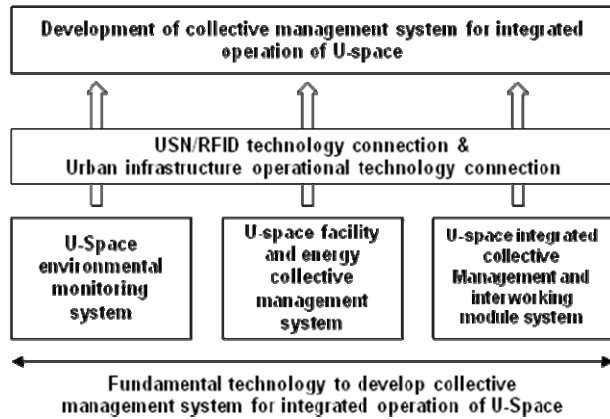 Development of collective management system for integrated
operation of U-space
USN/RFID technology connection &
Urban infrastructure operational technology connection
U-Space
environmental
monitoring
system
U-space facility
and energy
collective
management
system
U-space integrated
collective
Management and
interworking
module system
Fundamental technology to develop collective
management system for integrated operation of U-Space